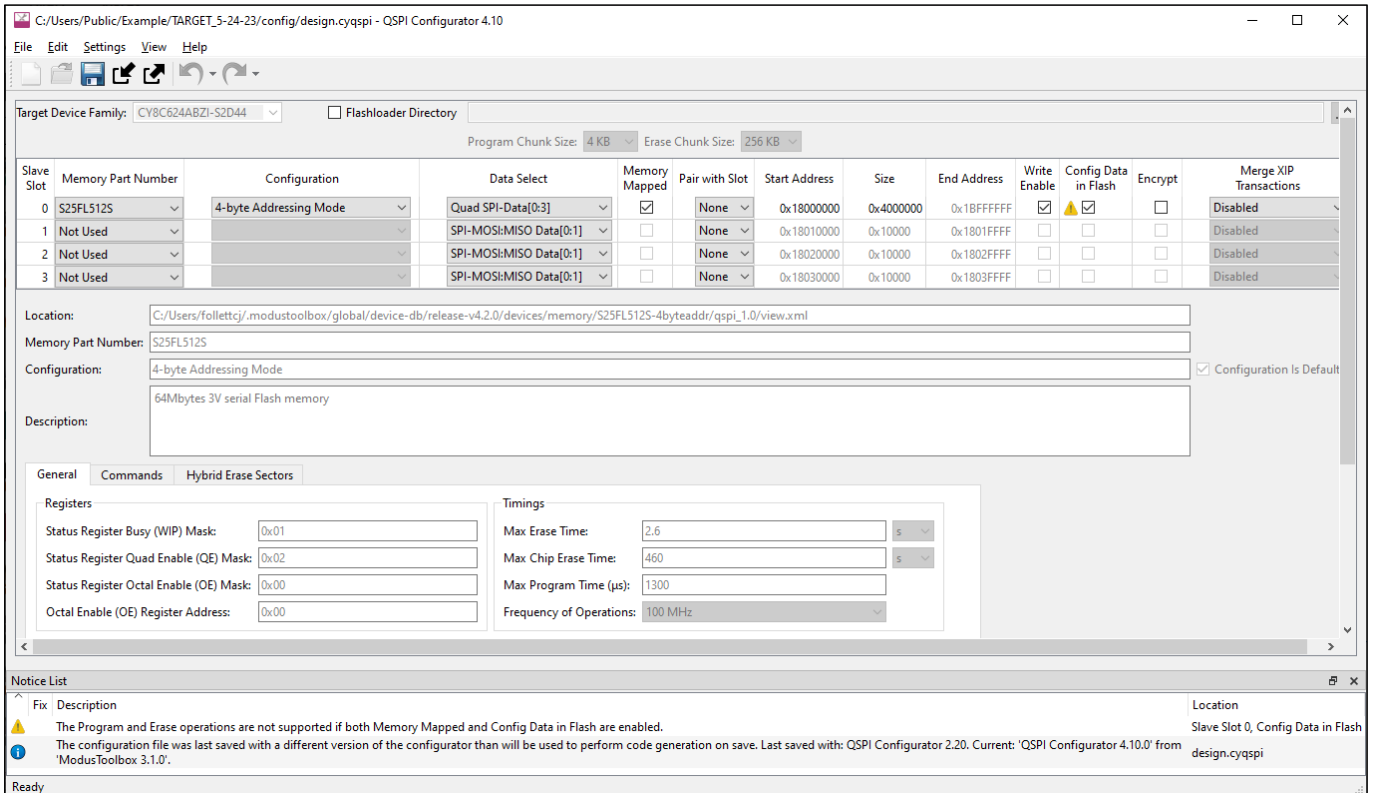 C:/Users/Public/Example/TARGET_5-24-23/config/design.cyqspi - QSPI Configurator 4.10
File Edit Settings View Help
Target Device Family: CY8C624ABZI-S2D44 Flashloader Directory
Program Chunk Size: 4 KB Erase Chunk Size: 256 KB
Slave Slot Memory Part Number Configuration Data Select Memory Mapped Pair with Slot Start Address Size End Address Write Enable Config Data in Flash Encrypt Merge XIP Transactions
0 S25FL512S 4-byte Addressing Mode Quad SPI-Data[0:3] None 0x18000000 0x4000000 0x1BFFFFFF Disabled
1 Not Used SPI-MOSI:MISO Data[0:1] None 0x18010000 0x10000 0x1801FFFF Disabled
2 Not Used SPI-MOSI:MISO Data[0:1] None 0x18020000 0x10000 0x1802FFFF Disabled
3 Not Used SPI-MOSI:MISO Data[0:1] None 0x18030000 0x10000 0x1803FFFF Disabled
Location: C:/Users/follettcj/.modustoolbox/global/device-db/release-v4.2.0/devices/memory/S25FL512S-4byteaddr/qspi_1.0/view.xml
Memory Part Number: S25FL512S
Configuration: 4-byte Addressing Mode Configuration Is Default
Description: 64Mbytes 3V serial Flash memory
General Commands Hybrid Erase Sectors
Registers Timings
Status Register Busy (WIP) Mask: 0x01 Max Erase Time: 2.6 s
Status Register Quad Enable (QE) Mask: 0x02 Max Chip Erase Time: 460 s
Status Register Octal Enable (OE) Mask: 0x00 Max Program Time (µs): 1300
Octal Enable (OE) Register Address: 0x00 Frequency of Operations: 100 MHz
Notice List
Fix Description Location
The Program and Erase operations are not supported if both Memory Mapped and Config Data in Flash are enabled. Slave Slot 0, Config Data in Flash
The configuration file was last saved with a different version of the configurator than will be used to perform code generation on save. Last saved with: QSPI Configurator 2.20. Current: 'QSPI Configurator 4.10.0' from
'ModusToolbox 3.1.0'. design.cyqspi
Ready